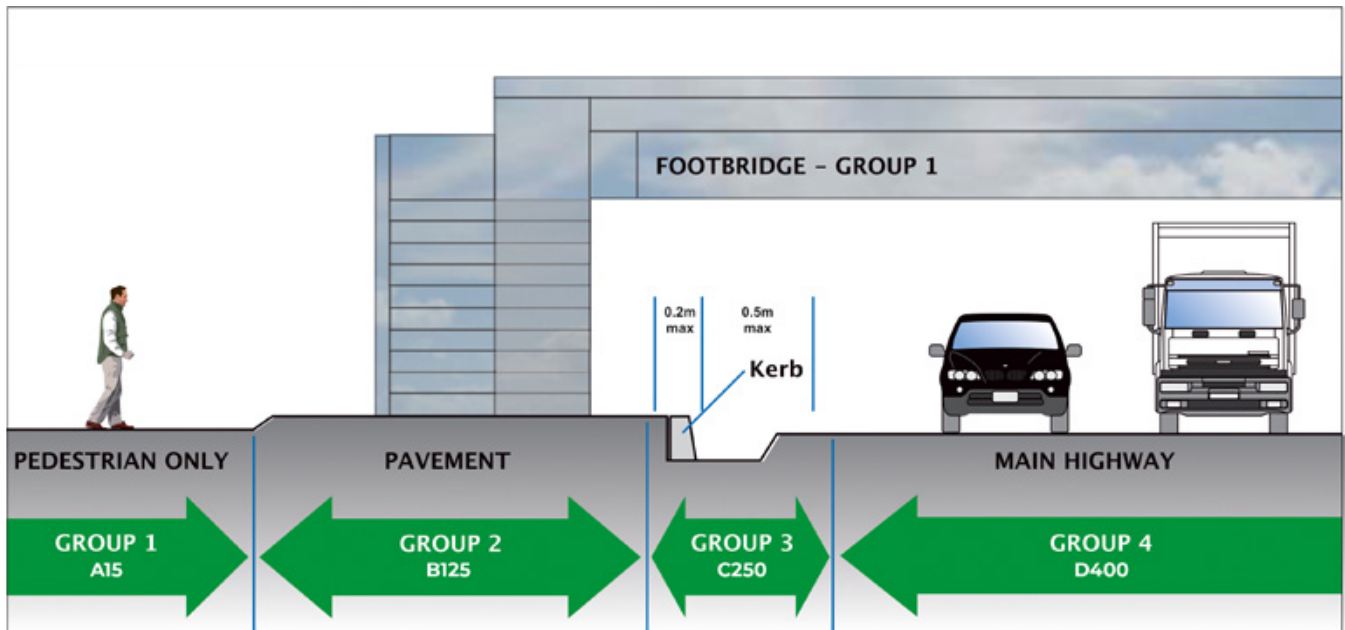 FOOTBRIDGE – GROUP 1
0.2m
max
0.5m
max
Kerb
PEDESTRIAN ONLY
PAVEMENT
MAIN HIGHWAY
GROUP 1
A15
GROUP 2
B125
GROUP 3
C250
GROUP 4
D400